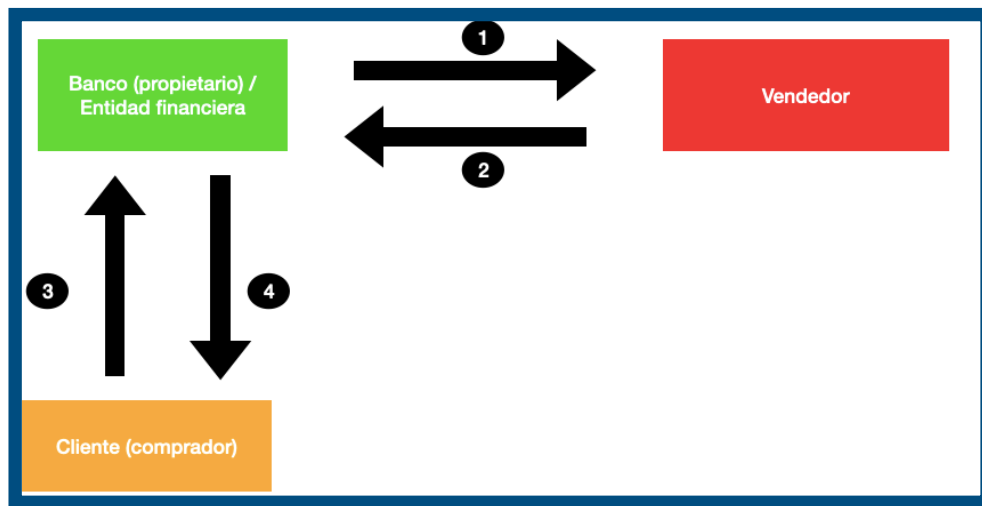 1
Banco (propietario) /
Entidad financiera
Vendedor
2
3
4
Cliente (comprador)